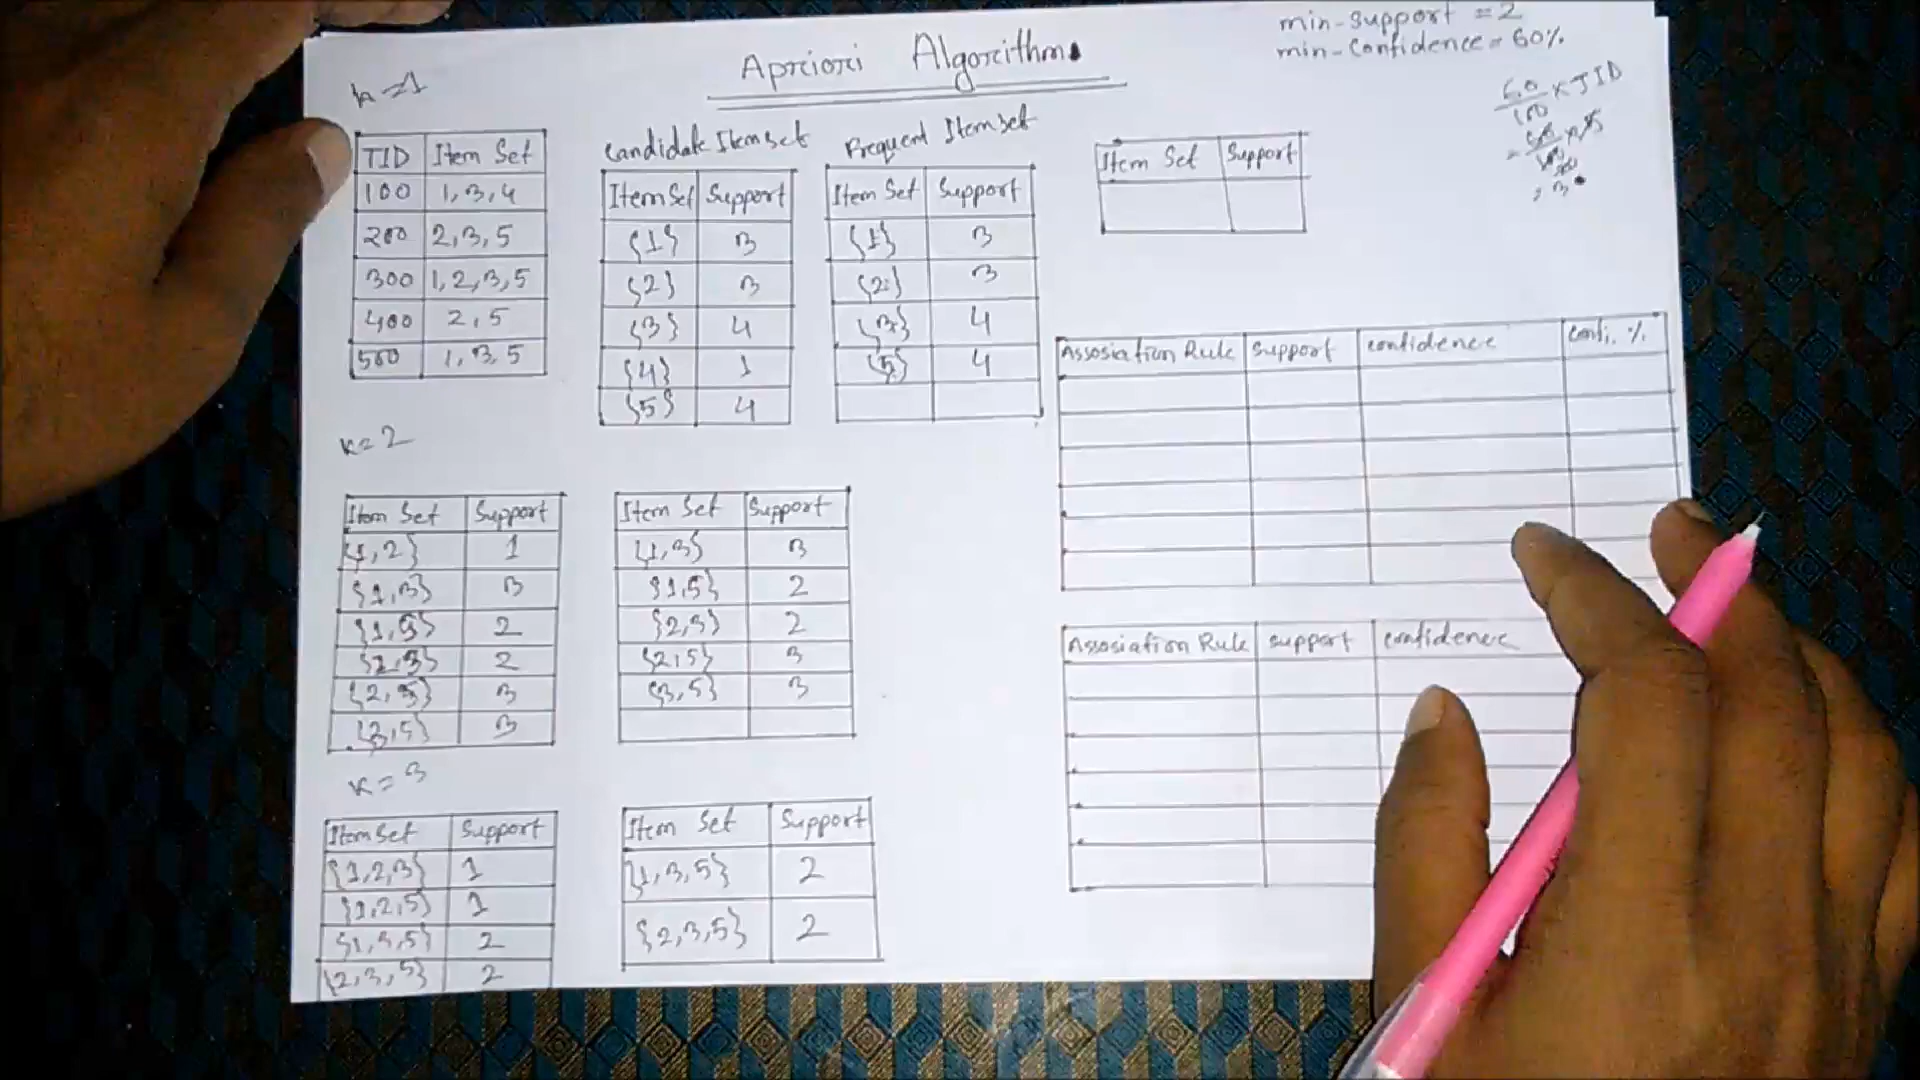 Apriori Algorithm
min-support = 2
min-Confidence = 60%
k=1
TID Item Set
100 1,3,4
200 2,3,5
300 1,2,3,5
400 2,5
500 1,3,5
Candidate Itemset
Item Set Support
{1} 3
{2} 3
{3} 4
{4} 1
{5} 4
Frequent Itemset
Item Set Support
{1} 3
{2} 3
{3} 4
{5} 4
Item Set Support
60/100 × TID
k=2
Item Set Support
{1,2} 1
{1,3} 3
{1,5} 2
{2,3} 2
{2,5} 3
{3,5} 3
Item Set Support
{1,3} 3
{1,5} 2
{2,3} 2
{2,5} 3
{3,5} 3
Assosiation Rule Support confidence confi. %
k=3
Item Set Support
{1,2,3} 1
{1,2,5} 1
{1,3,5} 2
{2,3,5} 2
Item Set Support
{1,3,5} 2
{2,3,5} 2
Assosiation Rule support confidence